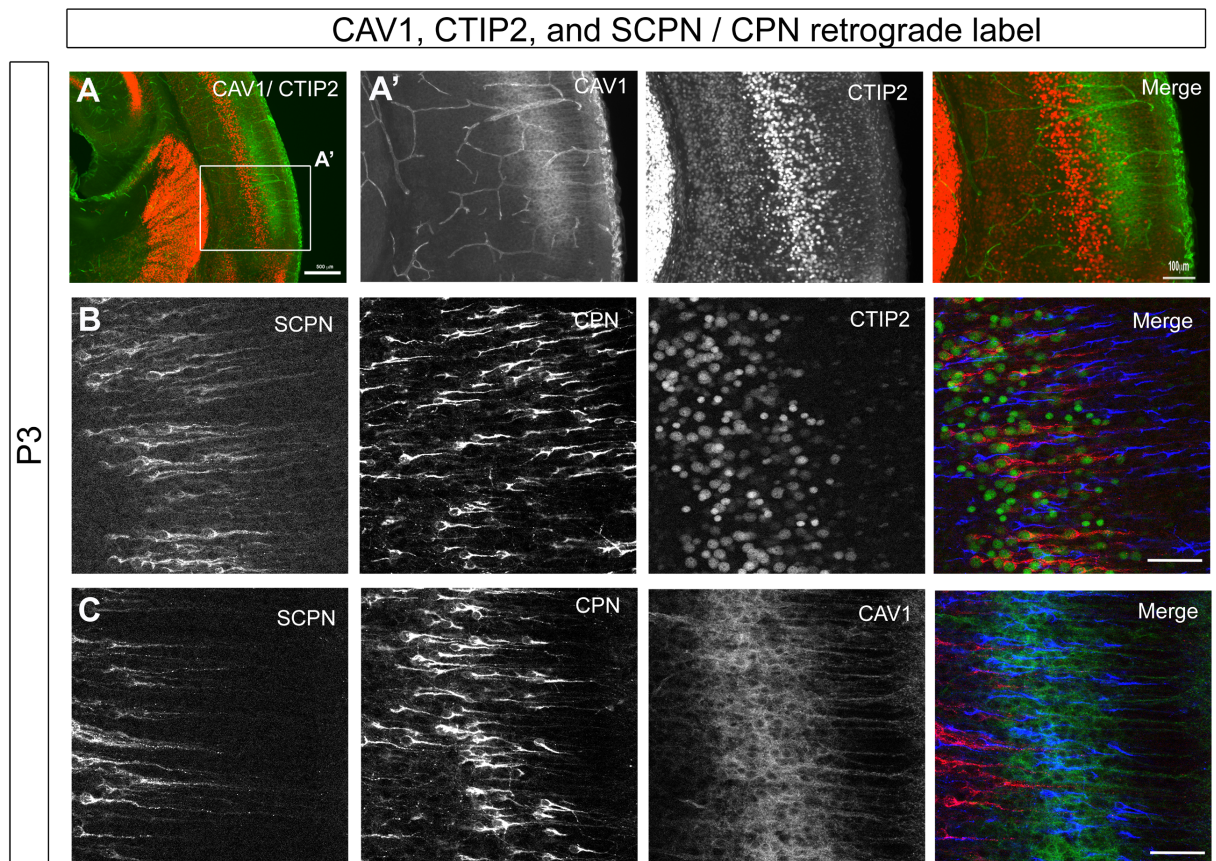 CAV1, CTIP2, and SCPN / CPN retrograde label
P3
A
CAV1/ CTIP2
A'
500 µm
A'
CAV1
CTIP2
Merge
100µm
B
SCPN
CPN
CTIP2
Merge
C
SCPN
CPN
CAV1
Merge